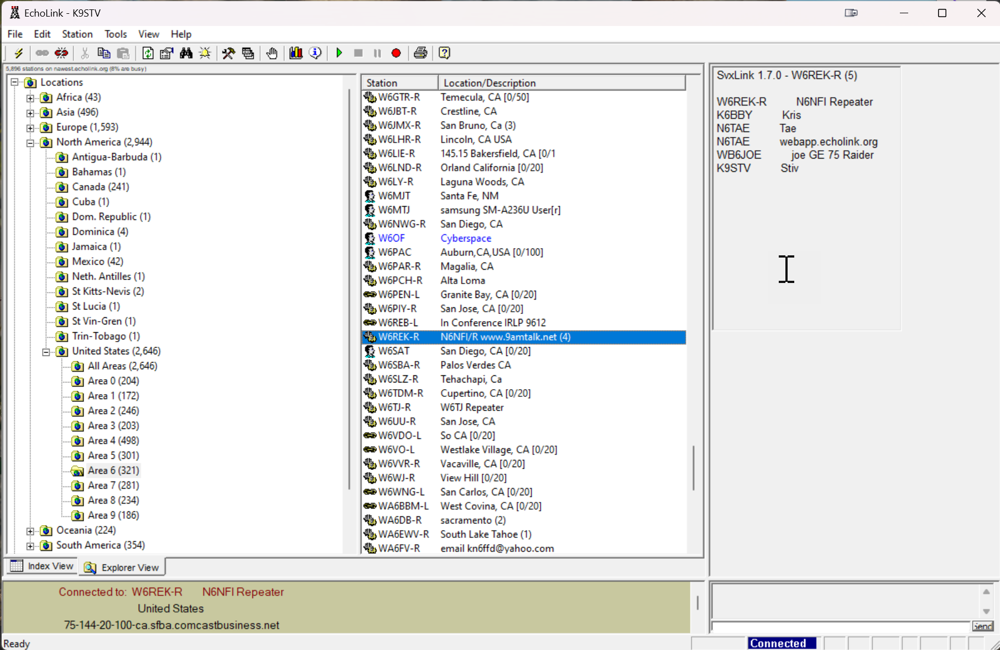 EchoLink - K9STV
File Edit Station Tools View Help
5,896 stations on nawest.echolink.org (8% are busy)
Locations
Africa (43)
Asia (496)
Europe (1,593)
North America (2,944)
Antigua-Barbuda (1)
Bahamas (1)
Canada (241)
Cuba (1)
Dom. Republic (1)
Dominica (4)
Jamaica (1)
Mexico (42)
Neth. Antilles (1)
St Kitts-Nevis (2)
St Lucia (1)
St Vin-Gren (1)
Trin-Tobago (1)
United States (2,646)
All Areas (2,646)
Area 0 (204)
Area 1 (172)
Area 2 (246)
Area 3 (203)
Area 4 (498)
Area 5 (301)
Area 6 (321)
Area 7 (281)
Area 8 (234)
Area 9 (186)
Oceania (224)
South America (354)
Index View Explorer View
Station Location/Description
W6GTR-R Temecula, CA [0/50]
W6JBT-R Crestline, CA
W6JMX-R San Bruno, Ca (3)
W6LHR-R Lincoln, CA USA
W6LIE-R 145.15 Bakersfield, CA [0/1
W6LND-R Orland California [0/20]
W6LY-R Laguna Woods, CA
W6MJT Santa Fe, NM
W6MTJ samsung SM-A236U User[r]
W6NWG-R San Diego, CA
W6OF Cyberspace
W6PAC Auburn,CA,USA [0/100]
W6PAR-R Magalia, CA
W6PCH-R Alta Loma
W6PEN-L Granite Bay, CA [0/20]
W6PIY-R San Jose, CA [0/20]
W6REB-L In Conference IRLP 9612
W6REK-R N6NFI/R www.9amtalk.net (4)
W6SAT San Diego, CA [0/20]
W6SBA-R Palos Verdes CA
W6SLZ-R Tehachapi, Ca
W6TDM-R Cupertino, CA [0/20]
W6TJ-R W6TJ Repeater
W6UU-R San Jose, CA
W6VDO-L So CA [0/20]
W6VO-L Westlake Village, CA [0/20]
W6VVR-R Vacaville, CA [0/20]
W6WJ-R View Hill [0/20]
W6WNG-L San Carlos, CA [0/20]
WA6BBM-L West Covina, CA [0/20]
WA6DB-R sacramento (2)
WA6EWV-R South Lake Tahoe (1)
WA6FV-R email kn6ffd@yahoo.com
SvxLink 1.7.0 - W6REK-R (5)
W6REK-R N6NFI Repeater
K6BBY Kris
N6TAE Tae
N6TAE webapp.echolink.org
WB6JOE joe GE 75 Raider
K9STV Stiv
Connected to: W6REK-R N6NFI Repeater
United States
75-144-20-100-ca.sfba.comcastbusiness.net
Send
Ready
Connected